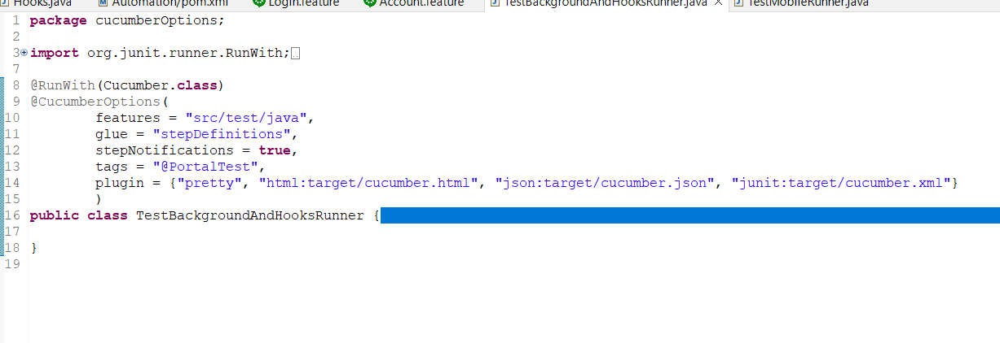 Hooks.java Automation/pom.xml Login.feature Account.feature TestBackgroundAndHooksRunner.java TestMobileRunner.java
1 package cucumberOptions;
2
3 import org.junit.runner.RunWith;
7
8 @RunWith(Cucumber.class)
9 @CucumberOptions(
10 features = "src/test/java",
11 glue = "stepDefinitions",
12 stepNotifications = true,
13 tags = "@PortalTest",
14 plugin = {"pretty", "html:target/cucumber.html", "json:target/cucumber.json", "junit:target/cucumber.xml"}
15 )
16 public class TestBackgroundAndHooksRunner {
17
18 }
19